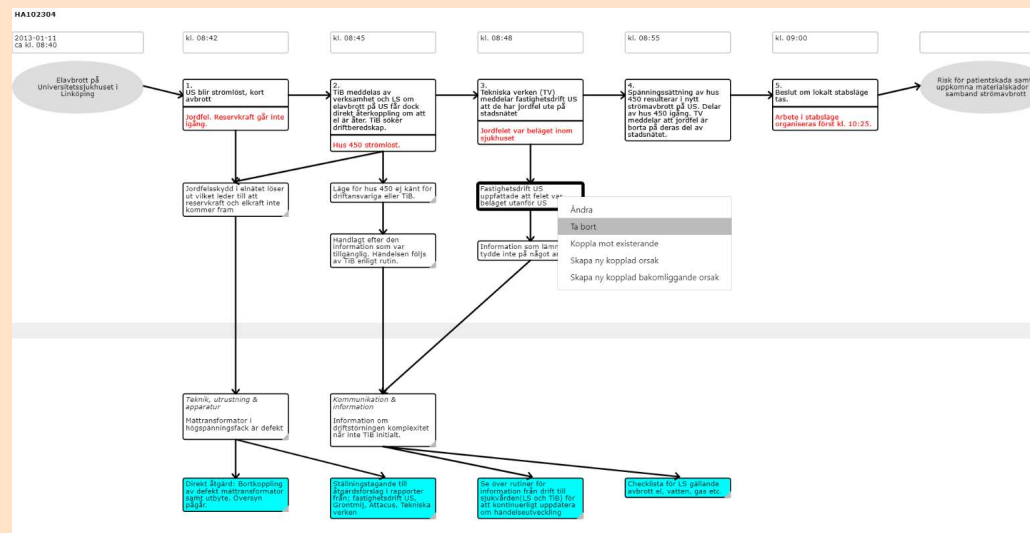 HA102304
2013-01-11
ca kl. 08:40
kl. 08:42
kl. 08:45
kl. 08:48
kl. 08:55
kl. 09:00
Elavbrott på
Universitetssjukhuset i
Linköping
1.
US blir strömlöst, kort
avbrott
Jordfel. Reservkraft går inte
igång.
2.
TiB meddelas av
verksamhet och LS om
elavbrott på US får dock
direkt återkoppling om att
el är åter. TiB söker
driftberedskap.
Hus 450 strömlöst.
3.
Tekniska verken (TV)
meddelar fastighetsdrift US
att de har jordfel ute på
stadsnätet
Jordfelet var beläget inom
sjukhuset
4.
Spänningssättning av hus
450 resulterar i nytt
strömavbrott på US. Delar
av hus 450 igång. TV
meddelar att jordfel är
borta på deras del av
stadsnätet.
5.
Beslut om lokalt stabsläge
tas.
Arbete i stabsläge
organiseras först kl. 10:25.
Risk för patientskada samt
uppkomna materialskador
samband strömavbrott
Jordfelsskydd i elnätet löser
ut vilket leder till att
reservkraft och elkraft inte
kommer fram
Läge för hus 450 ej känt för
driftansvariga eller TiB.
Fastighetsdrift US
uppfattade att felet var
beläget utanför US
Handlagt efter den
information som var
tillgänglig. Händelsen följs
av TiB enligt rutin.
Information som lämn
tydde inte på något a
Ändra
Ta bort
Koppla mot existerande
Skapa ny kopplad orsak
Skapa ny kopplad bakomliggande orsak
Teknik, utrustning &
apparatur
Mättransformator i
högspänningsfack är defekt
Kommunikation &
information
Information om
driftstörningen komplexitet
når inte TiB initialt.
Direkt åtgärd: Bortkoppling
av defekt mättransformator
samt utbyte. Översyn
pågår.
Ställningstagande till
åtgärdsförslag i rapporter
från; fastighetsdrift US,
Grontmij, Attacus, Tekniska
verken
Se över rutiner för
information från drift till
sjukvården(LS och TiB) för
att kontinuerligt uppdatera
om händelseutveckling
Checklista för LS gällande
avbrott el, vatten, gas etc.